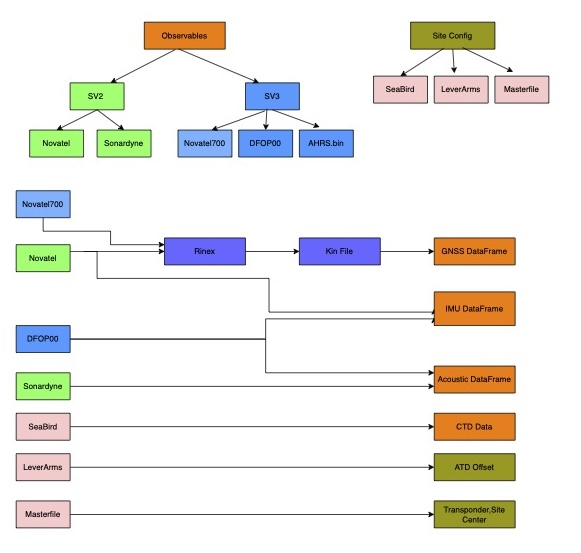 Observables
Site Config
SV2
SV3
SeaBird
LeverArms
Masterfile
Novatel
Sonardyne
Novatel700
DFOP00
AHRS.bin
Novatel700
Novatel
Rinex
Kin File
GNSS DataFrame
IMU DataFrame
DFOP00
Sonardyne
Acoustic DataFrame
SeaBird
CTD Data
LeverArms
ATD Offset
Masterfile
Transponder,Site
Center